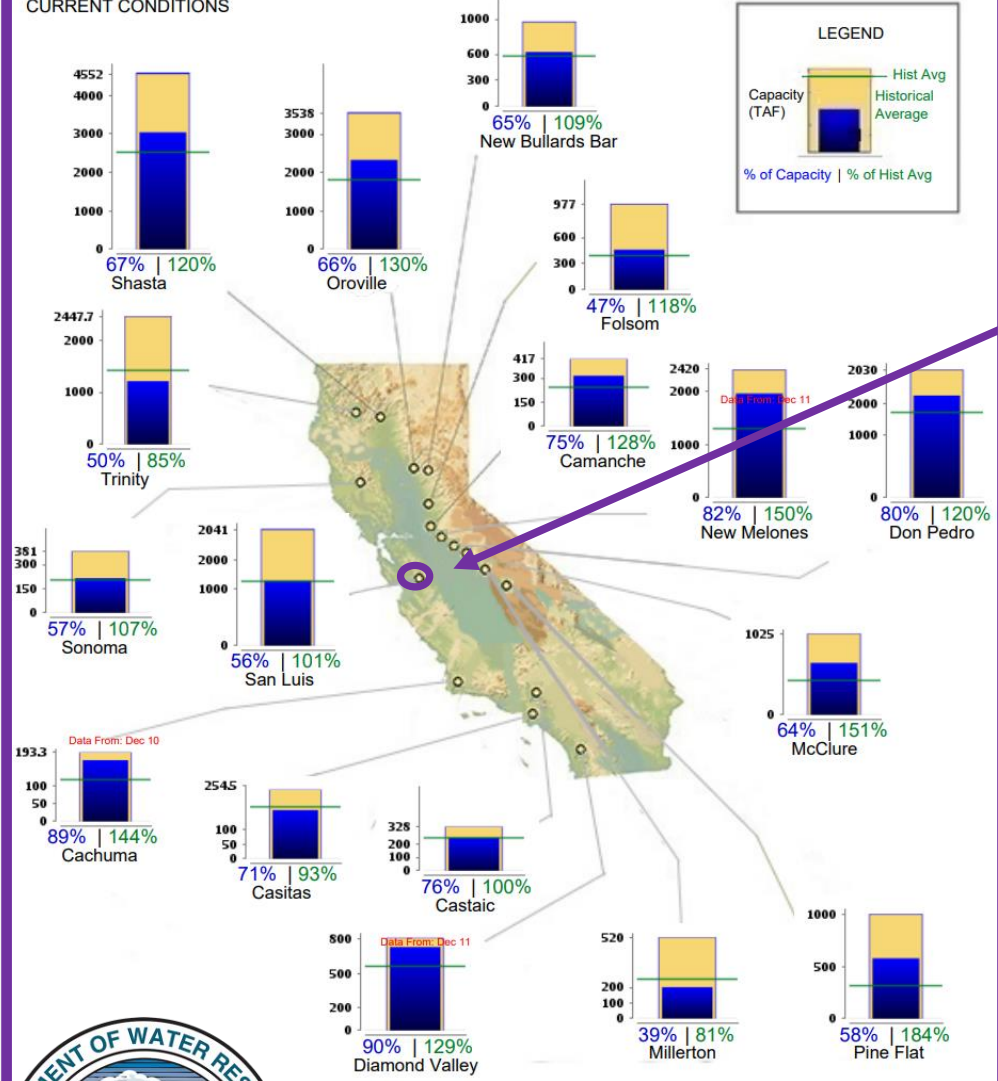 CURRENT CONDITIONS
1000
600
300
0
65% | 109%
New Bullards Bar
LEGEND
Hist Avg
Capacity
(TAF)
Historical
Average
% of Capacity | % of Hist Avg
4552
4000
3000
2000
1000
0
67% | 120%
Shasta
3538
3000
2000
1000
0
66% | 130%
Oroville
977
600
300
0
47% | 118%
Folsom
2447.7
2000
1000
0
50% | 85%
Trinity
417
300
150
0
75% | 128%
Camanche
2420
2000
1000
0
Data From: Dec 11
82% | 150%
New Melones
2030
2000
1000
0
80% | 120%
Don Pedro
381
300
150
0
57% | 107%
Sonoma
2041
2000
1000
0
56% | 101%
San Luis
1025
0
64% | 151%
McClure
Data From: Dec 10
193.3
100
50
0
89% | 144%
Cachuma
254.5
100
50
0
71% | 93%
Casitas
328
200
100
0
76% | 100%
Castaic
800
500
200
0
Data From: Dec 11
90% | 129%
Diamond Valley
520
200
100
0
39% | 81%
Millerton
1000
500
0
58% | 184%
Pine Flat
MENT OF WATER RES